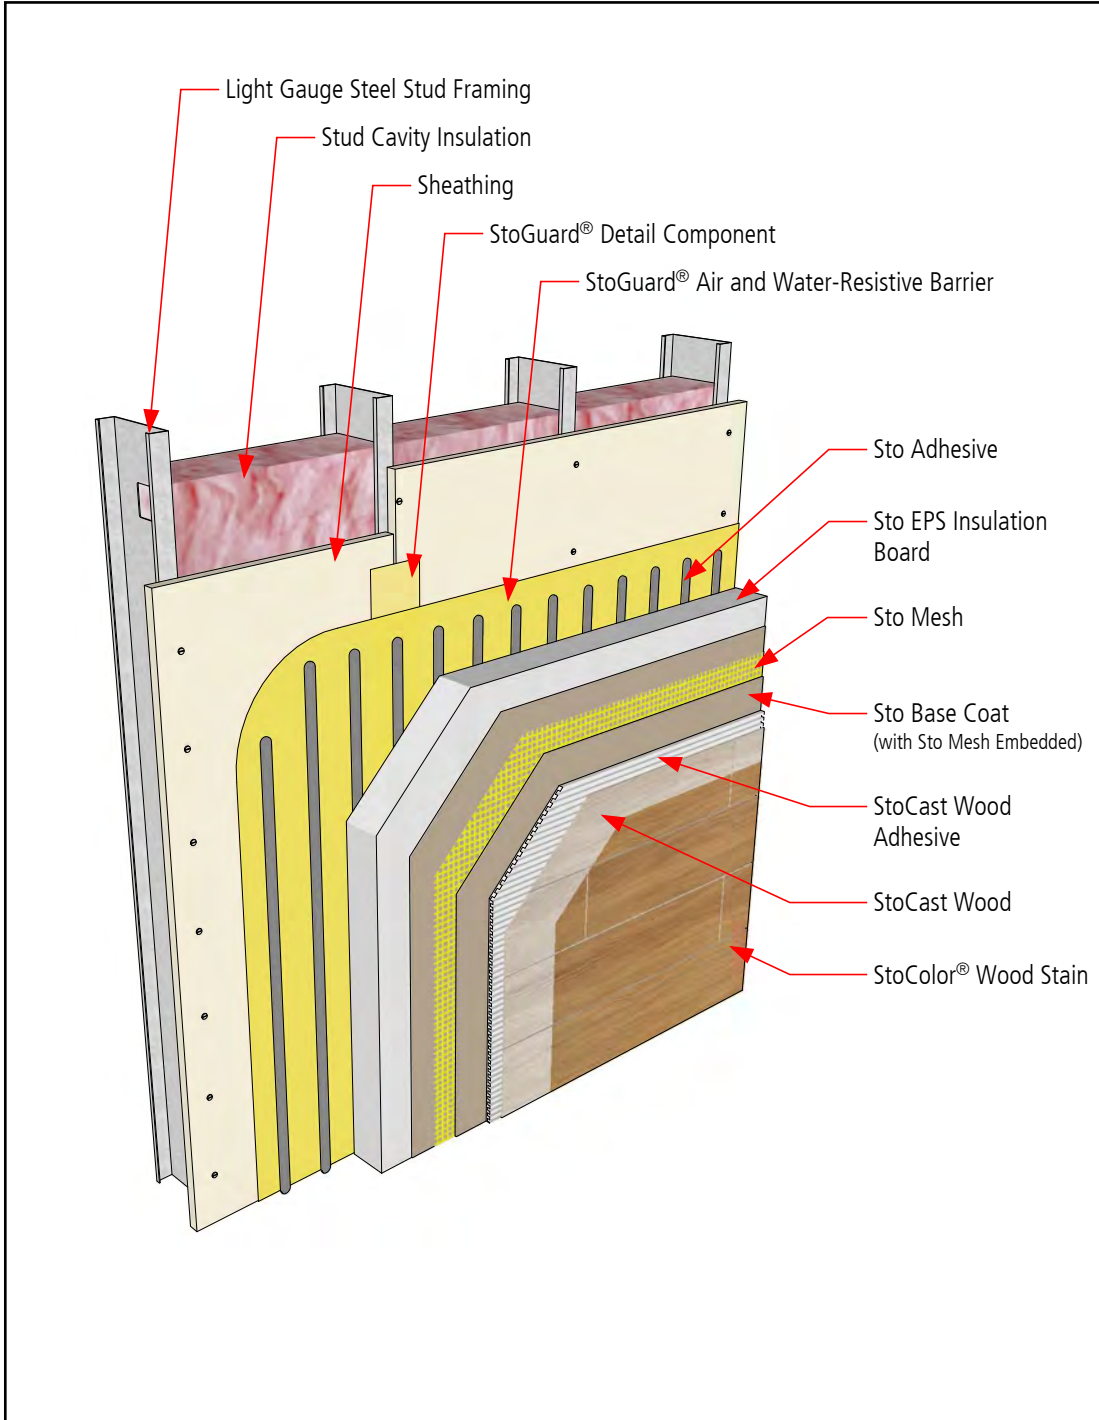 Light Gauge Steel Stud Framing
Stud Cavity Insulation
Sheathing
StoGuard® Detail Component
StoGuard® Air and Water-Resistive Barrier
Sto Adhesive
Sto EPS Insulation
Board
Sto Mesh
Sto Base Coat
(with Sto Mesh Embedded)
StoCast Wood
Adhesive
StoCast Wood
StoColor® Wood Stain